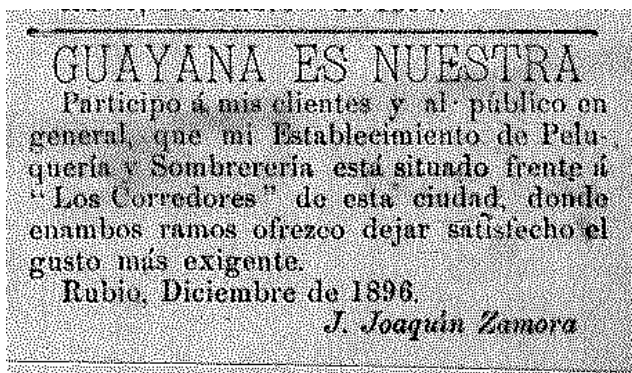 GUAYANA ES NUESTRA
Participo á mis clientes y al público en
general, que mi Establecimiento de Pelu-
quería y Sombrerería está situado frente á
"Los Corredores" de esta ciudad, donde
enambos ramos ofrezco dejar satisfecho el
gusto más exigente.
Rubio, Diciembre de 1896.
J. Joaquin Zamora